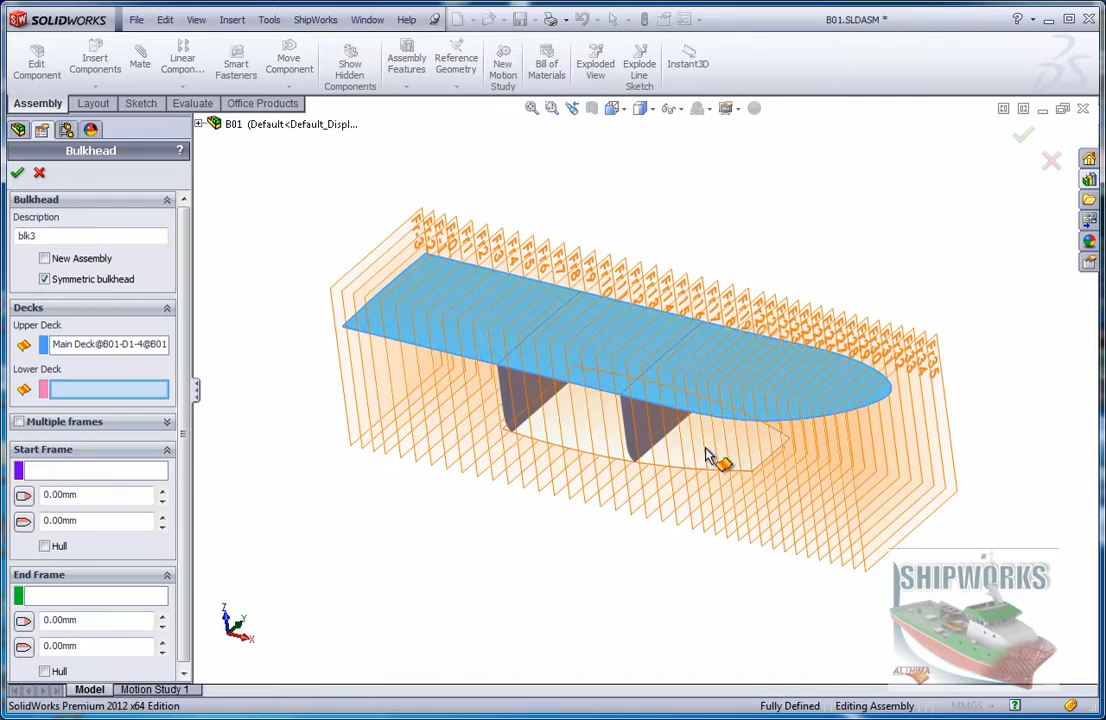 SOLIDWORKS File Edit View Insert Tools ShipWorks Window Help B01.SLDASM *
Edit Component
Insert Components
Mate
Linear Compon...
Smart Fasteners
Move Component
Show Hidden Components
Assembly Features
Reference Geometry
New Motion Study
Bill of Materials
Exploded View
Explode Line Sketch
Instant3D
Assembly Layout Sketch Evaluate Office Products
B01 (Default<Default_Displ...
Bulkhead ?
Bulkhead
Description
blk3
New Assembly
Symmetric bulkhead
Decks
Upper Deck
Main Deck@B01-D1-4@B01
Lower Deck
Multiple frames
Start Frame
0.00mm
0.00mm
Hull
End Frame
0.00mm
0.00mm
Hull
Z
Y
X
SHIPWORKS
ALTHIMA
Model Motion Study 1
SolidWorks Premium 2012 x64 Edition Fully Defined Editing Assembly MMGS